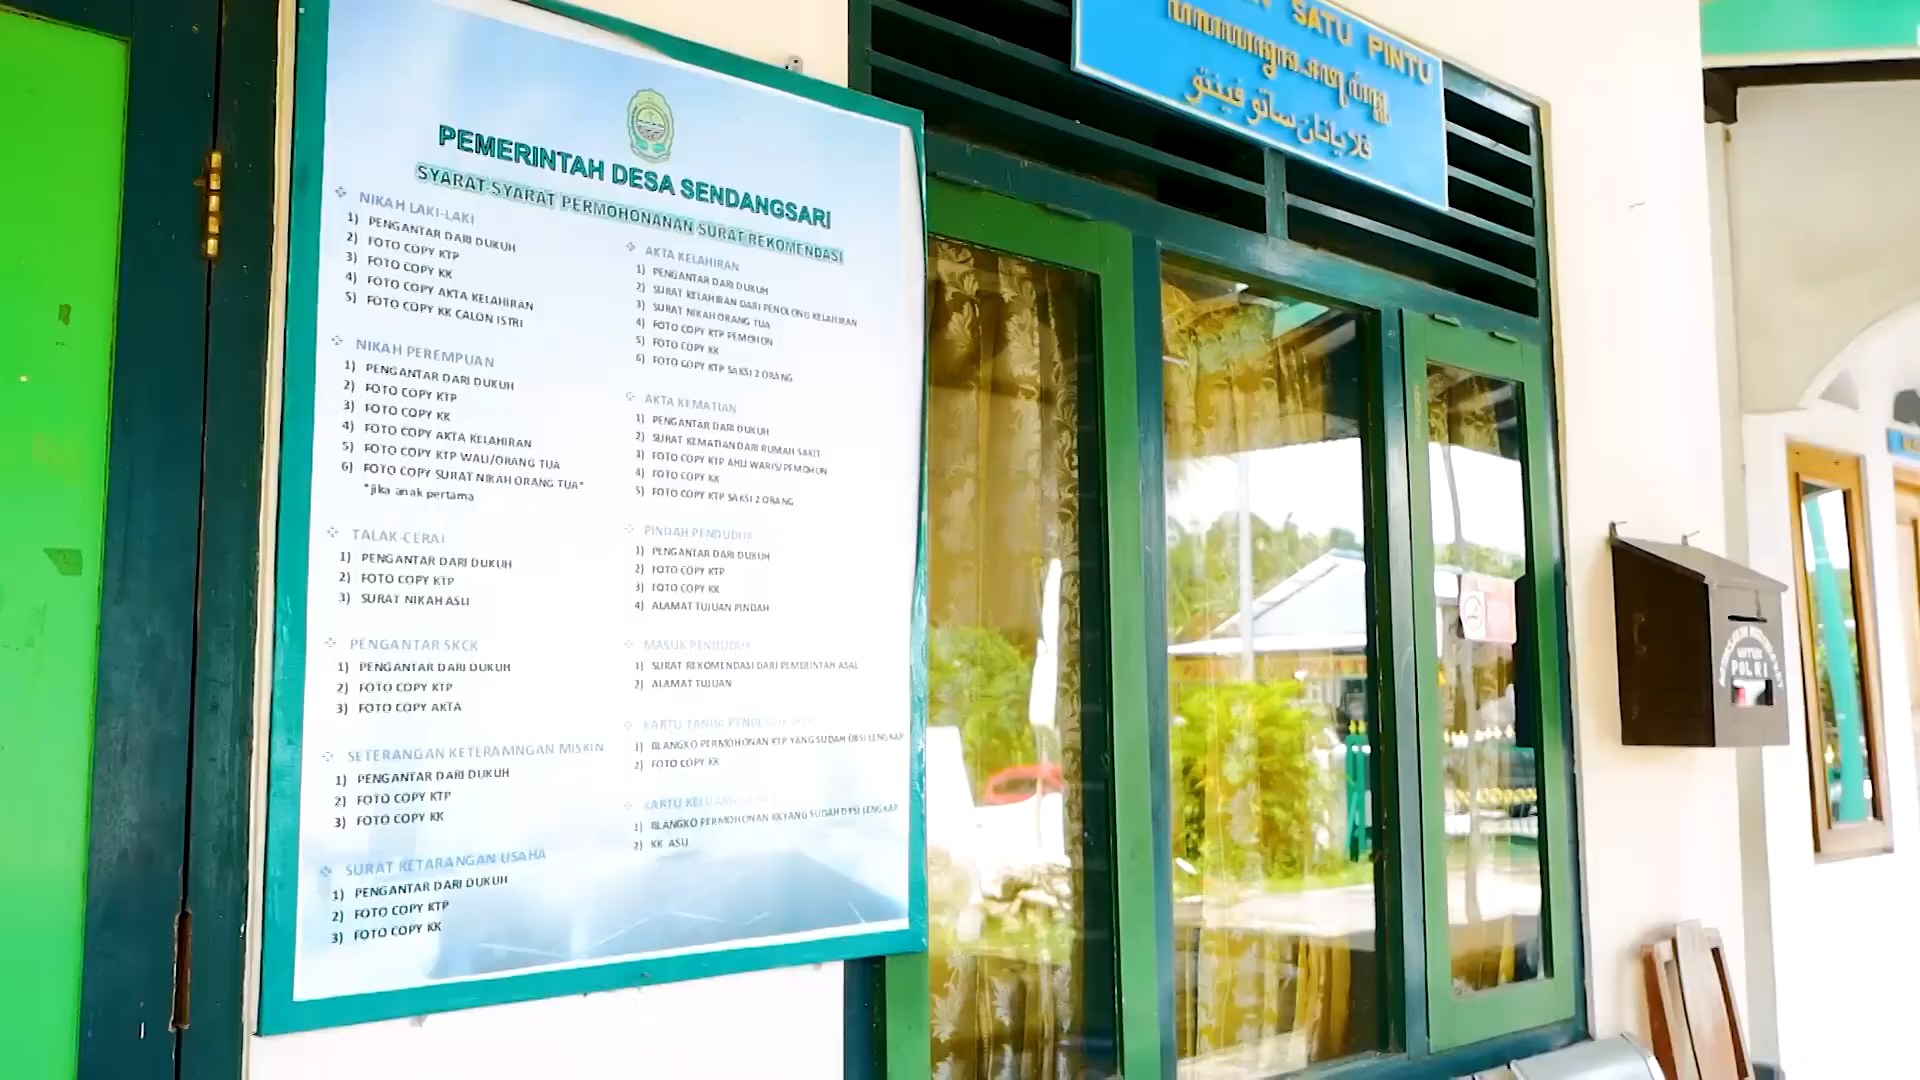 PEMERINTAH DESA SENDANGSARI
SYARAT-SYARAT PERMOHONANAN SURAT REKOMENDASI
NIKAH LAKI-LAKI
1) PENGANTAR DARI DUKUH
2) FOTO COPY KTP
3) FOTO COPY KK
4) FOTO COPY AKTA KELAHIRAN
5) FOTO COPY KK CALON ISTRI
NIKAH PEREMPUAN
1) PENGANTAR DARI DUKUH
2) FOTO COPY KTP
3) FOTO COPY KK
4) FOTO COPY AKTA KELAHIRAN
5) FOTO COPY KTP WALI/ORANG TUA
6) FOTO COPY SURAT NIKAH ORANG TUA*
*jika anak pertama
TALAK-CERAI
1) PENGANTAR DARI DUKUH
2) FOTO COPY KTP
3) SURAT NIKAH ASLI
PENGANTAR SKCK
1) PENGANTAR DARI DUKUH
2) FOTO COPY KTP
3) FOTO COPY AKTA
SETERANGAN KETERAMNGAN MISKIN
1) PENGANTAR DARI DUKUH
2) FOTO COPY KTP
3) FOTO COPY KK
SURAT KETARANGAN USAHA
1) PENGANTAR DARI DUKUH
2) FOTO COPY KTP
3) FOTO COPY KK
AKTA KELAHIRAN
1) PENGANTAR DARI DUKUH
2) SURAT KELAHIRAN DARI PENOLONG KELAHIRAN
3) SURAT NIKAH ORANG TUA
4) FOTO COPY KTP PEMOHON
5) FOTO COPY KK
6) FOTO COPY KTP SAKSI 2 ORANG
AKTA KEMATIAN
1) PENGANTAR DARI DUKUH
2) SURAT KEMATIAN DARI RUMAH SAKIT
3) FOTO COPY KTP AHLI WARIS/PEMOHON
4) FOTO COPY KK
5) FOTO COPY KTP SAKSI 2 ORANG
PINDAH PENDUDUK
1) PENGANTAR DARI DUKUH
2) FOTO COPY KTP
3) FOTO COPY KK
4) ALAMAT TUJUAN PINDAH
MASUK PENDUDUK
1) SURAT REKOMENDASI DARI PEMERINTAH ASAL
2) ALAMAT TUJUAN
KARTU TANDA PENDUDUK
1) BLANGKO PERMOHONAN KTP YANG SUDAH DIISI LENGKAP
2) FOTO COPY KK
KARTU KELUARGA
1) BLANGKO PERMOHONAN KK YANG SUDAH DIISI LENGKAP
2) KK ASLI
SATU PINTU
ڤلايانان ساتو ڤينتو
UNTUK
POLRI